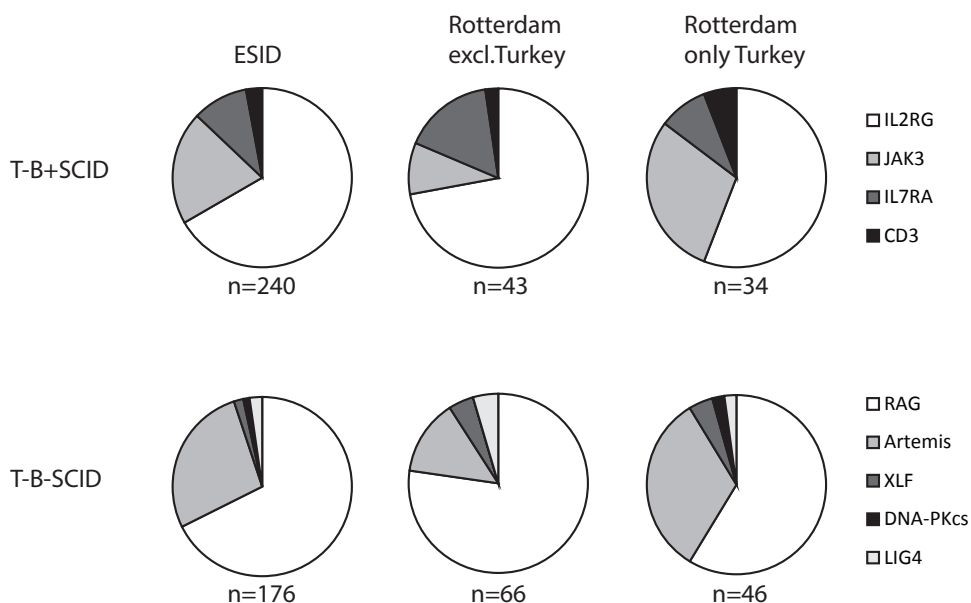 ESID
Rotterdam
excl.Turkey
Rotterdam
only Turkey
T-B+SCID
IL2RG
JAK3
IL7RA
CD3
n=240
n=43
n=34
T-B-SCID
RAG
Artemis
XLF
DNA-PKcs
LIG4
n=176
n=66
n=46